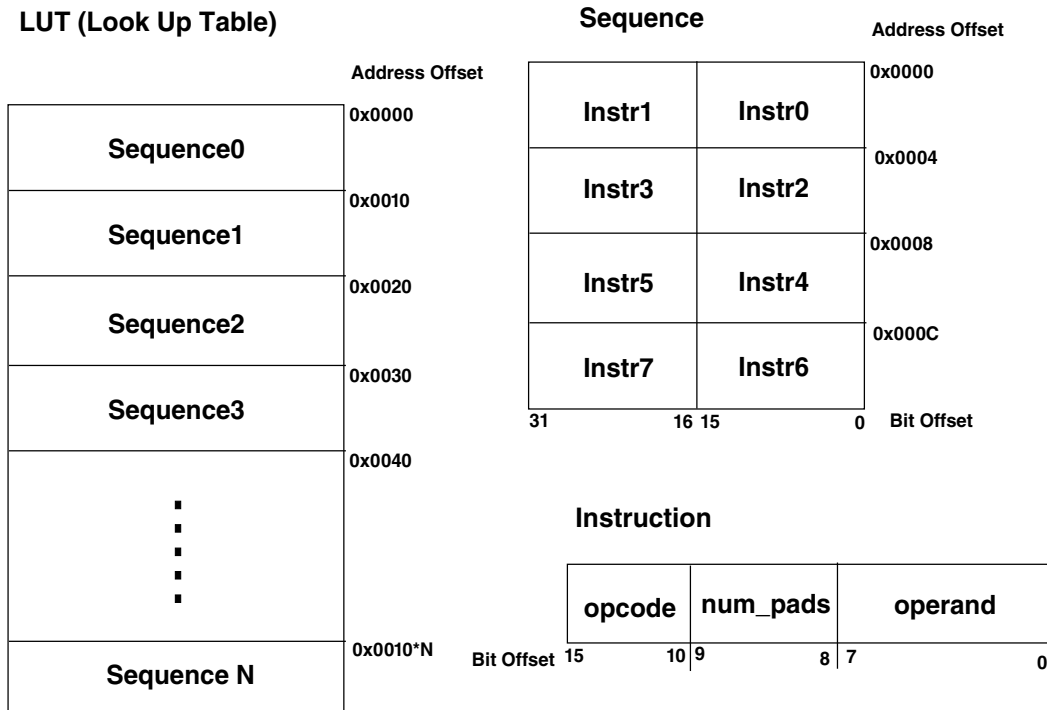 LUT (Look Up Table)
Address Offset
0x0000
Sequence0
0x0010
Sequence1
0x0020
Sequence2
0x0030
Sequence3
0x0040
0x0010*N
Sequence N
Sequence
Address Offset
0x0000
Instr1 Instr0
0x0004
Instr3 Instr2
0x0008
Instr5 Instr4
0x000C
Instr7 Instr6
31 16 15 0 Bit Offset
Instruction
opcode num_pads operand
Bit Offset 15 10 9 8 7 0